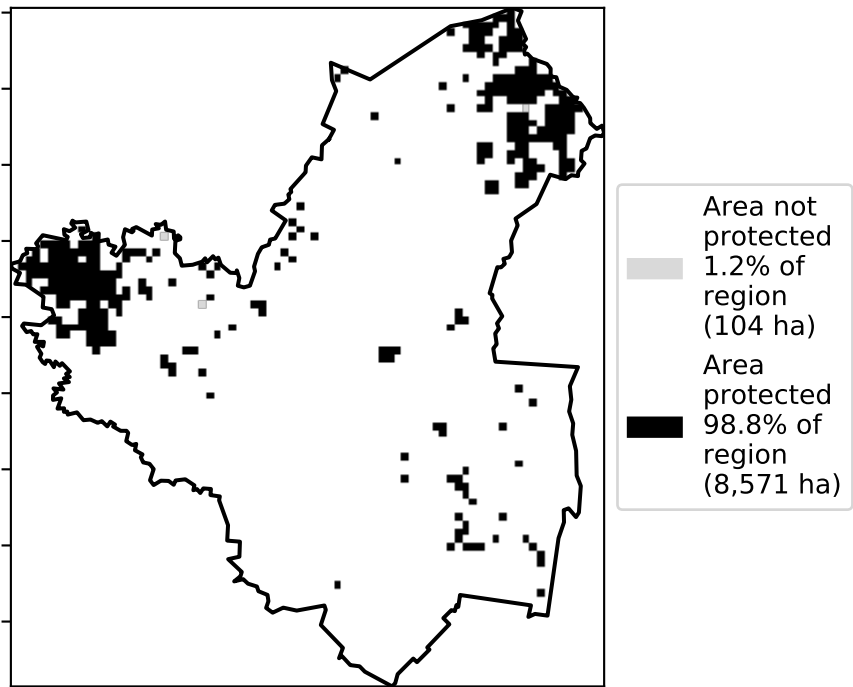 Area not
protected
1.2% of
region
(104 ha)
Area
protected
98.8% of
region
(8,571 ha)